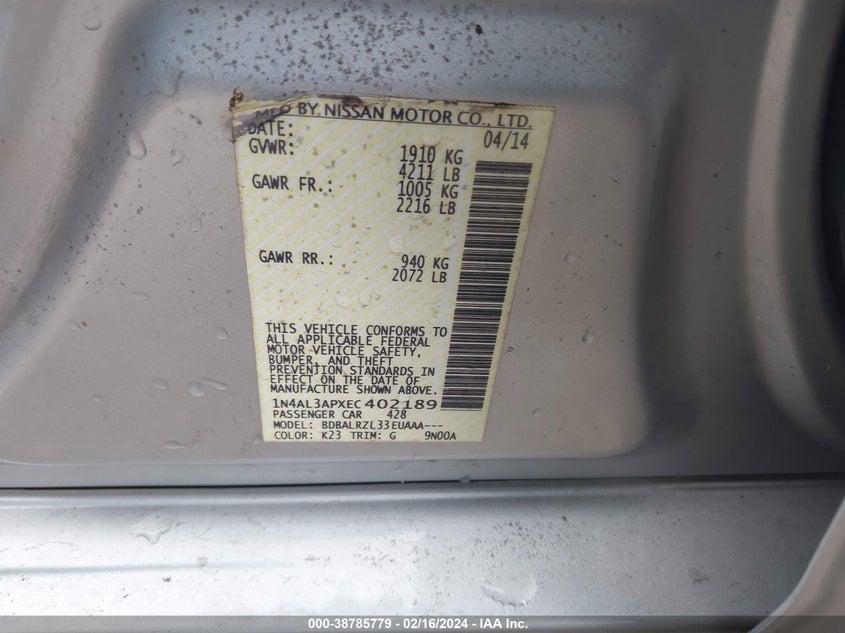 MFD BY NISSAN MOTOR CO., LTD.
DATE: 04/14
GVWR: 1910 KG
4211 LB
GAWR FR.: 1005 KG
2216 LB
GAWR RR.: 940 KG
2072 LB
THIS VEHICLE CONFORMS TO
ALL APPLICABLE FEDERAL
MOTOR VEHICLE SAFETY,
BUMPER, AND THEFT
PREVENTION STANDARDS IN
EFFECT ON THE DATE OF
MANUFACTURE SHOWN ABOVE.
1N4AL3APXEC402189
PASSENGER CAR 428
MODEL: BDBALRZL33EUAAA---
COLOR: K23 TRIM: G 9N00A
000-38785779 - 02/16/2024 - IAA Inc.